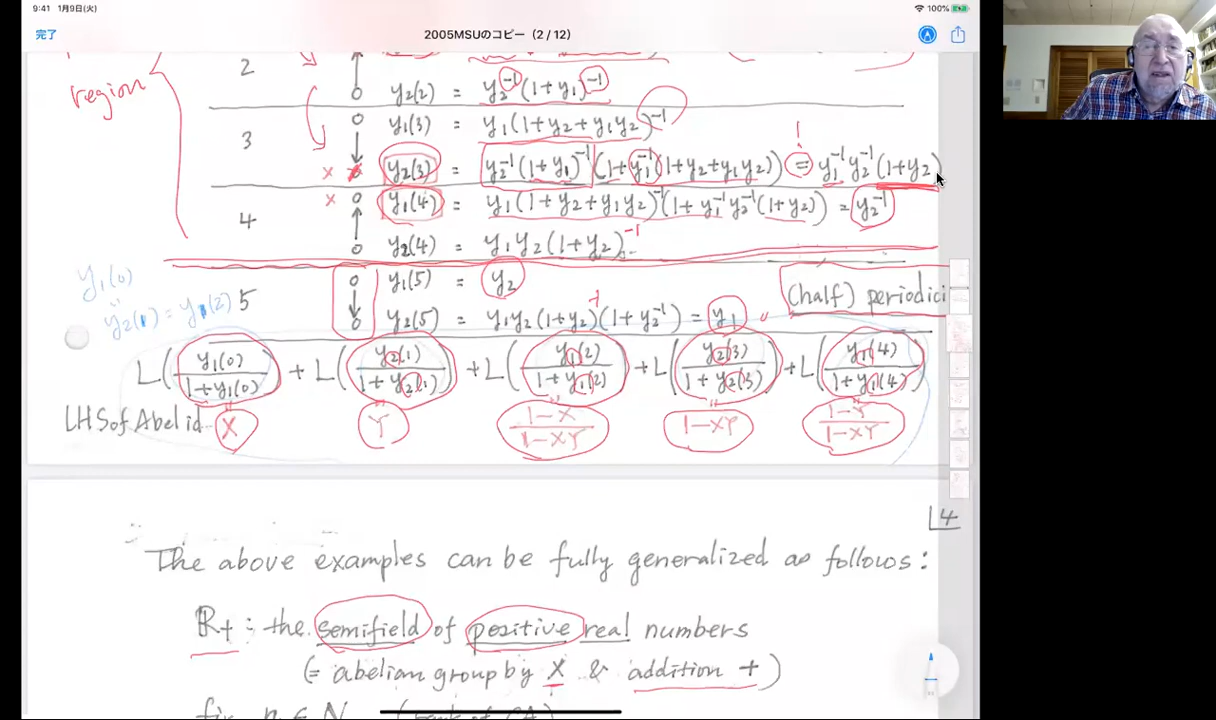 9:41 1月9日(火)
100%
完了
2005MSUのコピー (2 / 12)
region
2
y₂(2) = y₂⁻¹(1+y₁)⁻¹
3
y₁(3) = y₁(1+y₂+y₁y₂)⁻¹
!
× y₂(3) = y₂⁻¹(1+y₁)⁻¹(1+y₁⁻¹(1+y₂+y₁y₂)) = y₁⁻¹y₂⁻¹(1+y₂)
4
× y₁(4) = y₁(1+y₂+y₁y₂)⁻¹(1+y₁⁻¹y₂⁻¹(1+y₂)) = y₂⁻¹
y₂(4) = y₁y₂(1+y₂)⁻¹
y₁(0)
॥
y₂(1) = y₁(2)
5
y₁(5) = y₂
(half) periodici
y₂(5) = y₁y₂(1+y₂)⁻¹(1+y₂⁻¹) = y₁
L(y₁(0)/1+y₁(0)) + L(y₂(1)/1+y₂(1)) + L(y₁(2)/1+y₁(2)) + L(y₂(3)/1+y₂(3)) + L(y₁(4)/1+y₁(4))
LHS of Abel id. X Y 1-X/1-XY 1-XY 1-Y/1-XY
4
The above examples can be fully generalized as follows:
R₊ : the semifield of positive real numbers
(= abelian group by × & addition +)
fix n ∈ N